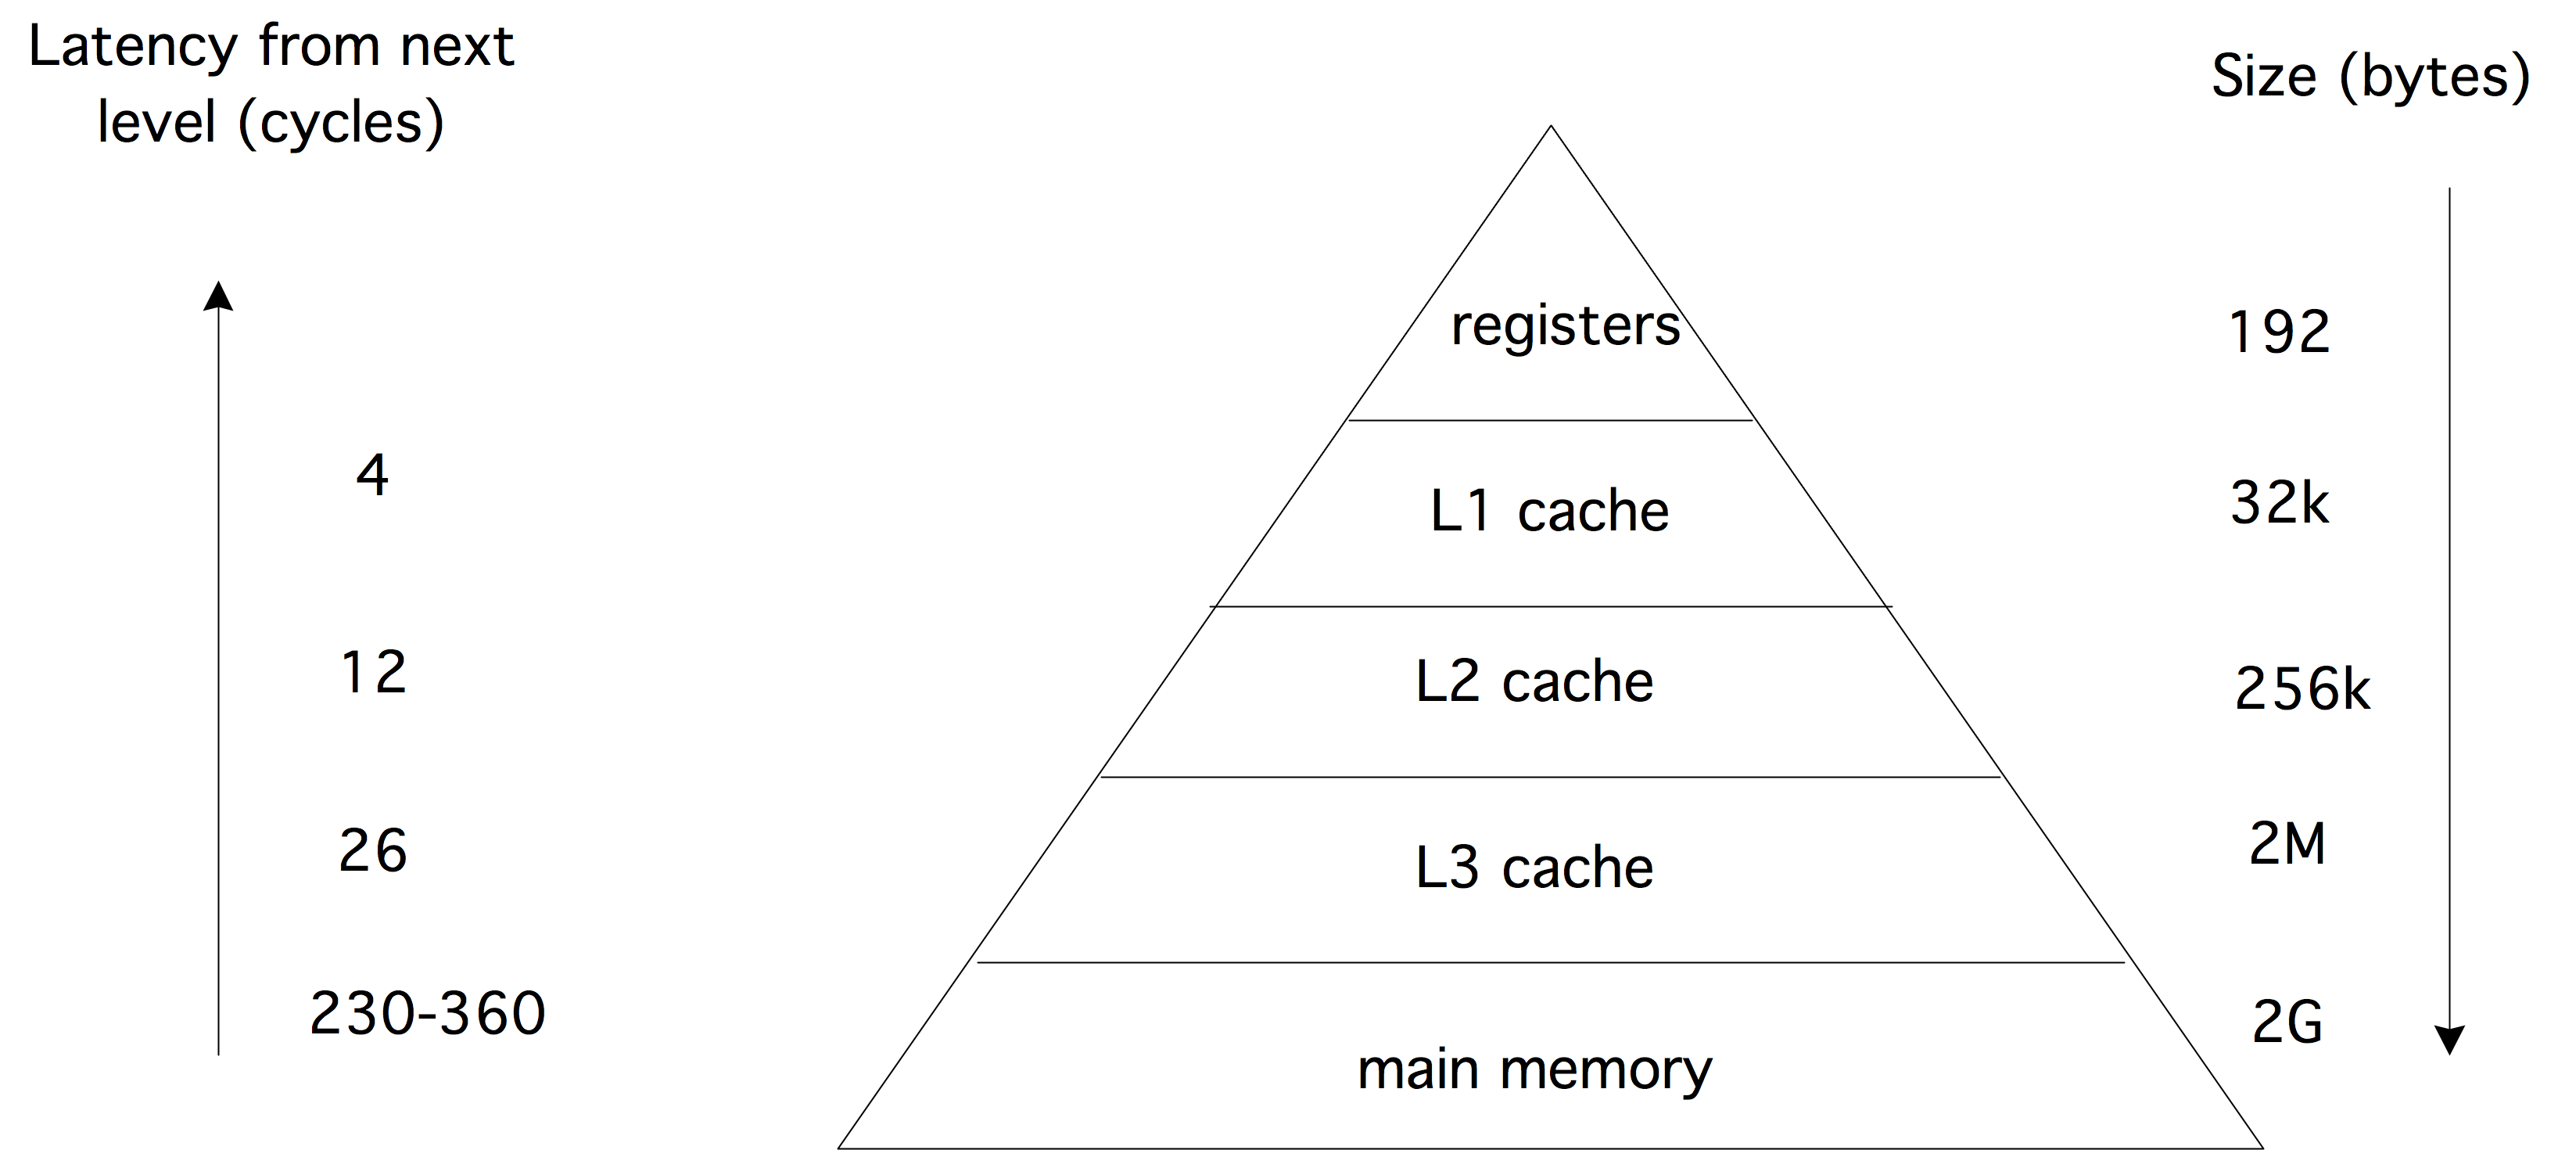 Latency from next
level (cycles)
Size (bytes)
registers
192
4
L1 cache
32k
12
L2 cache
256k
26
L3 cache
2M
230-360
main memory
2G